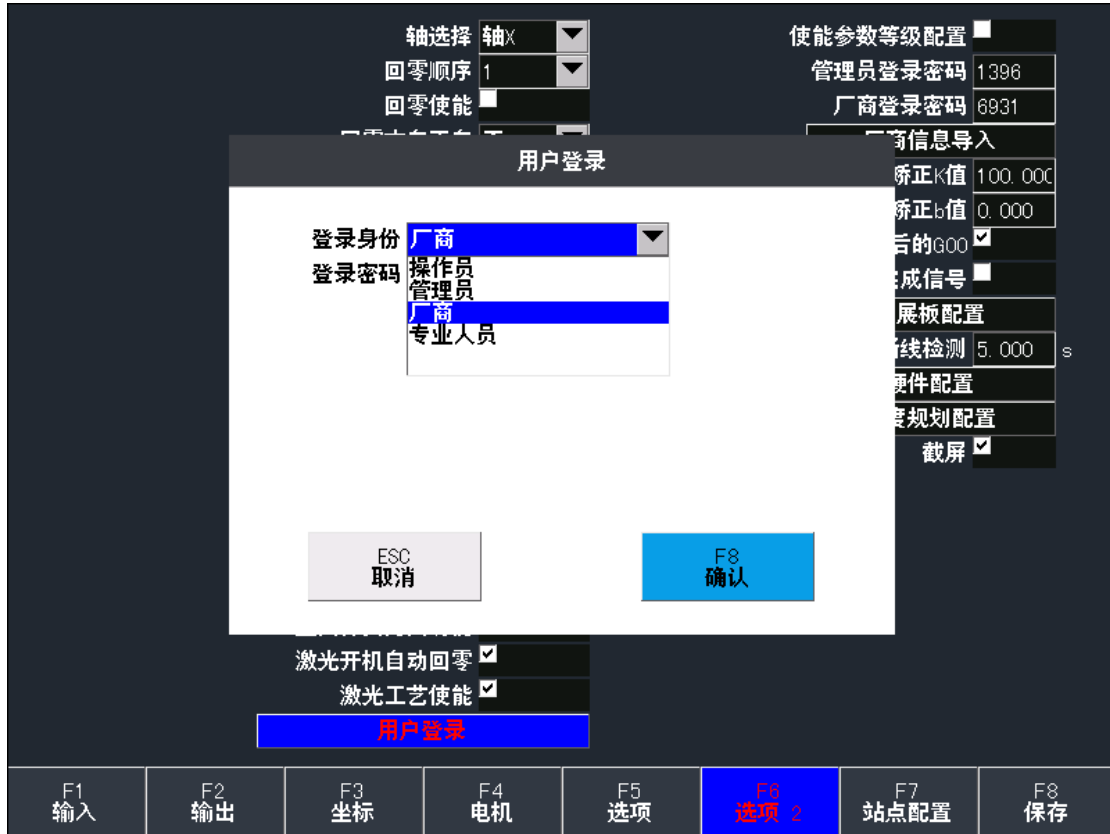 轴选择 轴X
回零顺序 1
回零使能
用户登录
登录身份 厂商
登录密码
操作员
管理员
厂商
专业人员
ESC
取消
F8
确认
激光开机自动回零
激光工艺使能
用户登录
使能参数等级配置
管理员登录密码 1396
厂商登录密码 6931
商信息导入
矫正K值 100.000
矫正b值 0.000
后的G00
成信号
展板配置
线检测 5.000 s
硬件配置
度规划配置
截屏
F1
输入
F2
输出
F3
坐标
F4
电机
F5
选项
F6
选项 2
F7
站点配置
F8
保存